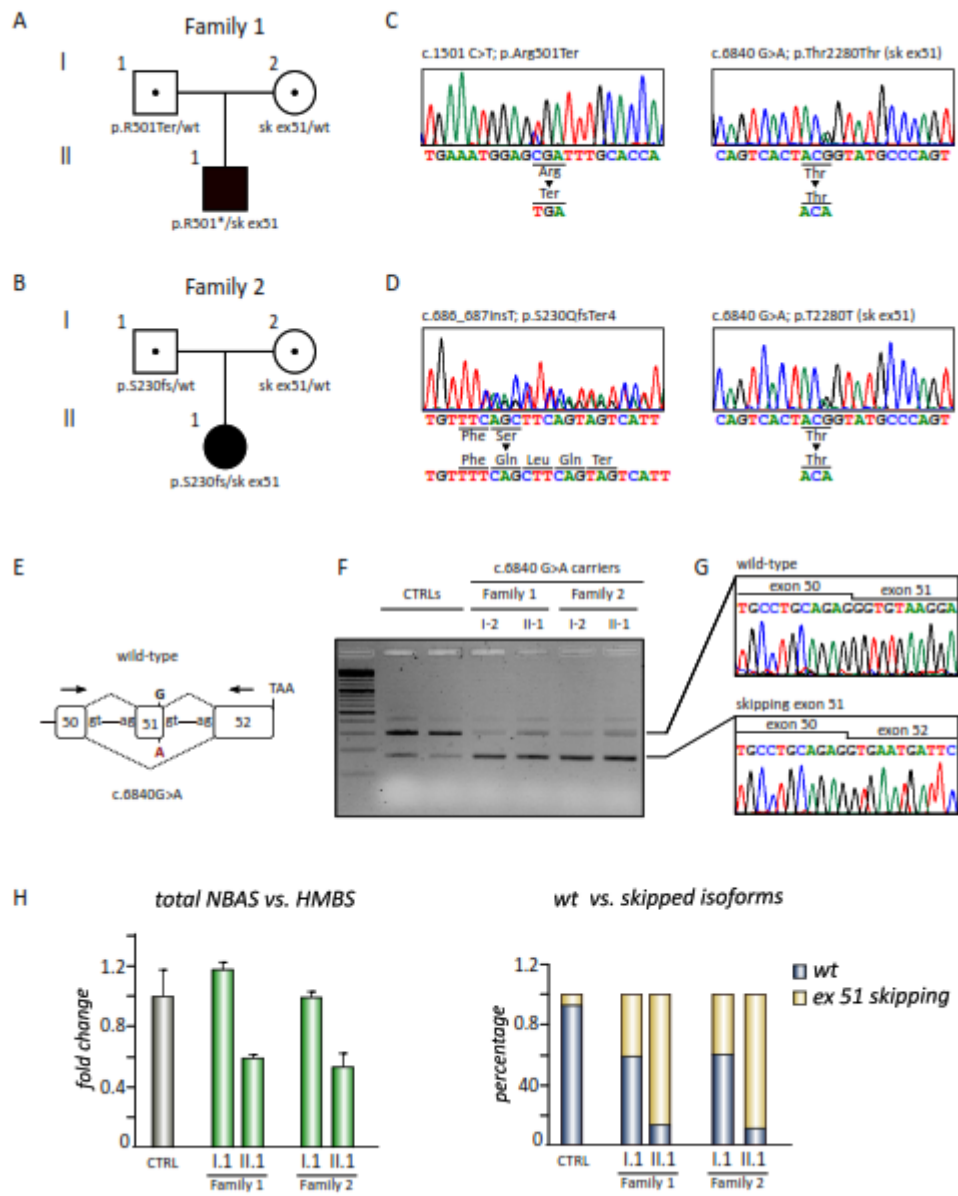 A
Family 1
I
1
2
p.R501Ter/wt
sk ex51/wt
II
1
p.R501*/sk ex51
B
Family 2
I
1
2
p.S230fs/wt
sk ex51/wt
II
1
p.S230fs/sk ex51
C
c.1501 C>T; p.Arg501Ter
TGAAATGGAGCGATTTGCACCA
Arg
Ter
TGA
c.6840 G>A; p.Thr2280Thr (sk ex51)
CAGTCACTACGGTATGCCCAGT
Thr
Thr
ACA
D
c.686_687InsT; p.S230QfsTer4
TGTTTCAGCTTCAGTAGTCATT
Phe Ser
Phe Gln Leu Gln Ter
TGTTTTCAGCTTCAGTAGTCATT
c.6840 G>A; p.T2280T (sk ex51)
CAGTCACTACGGTATGCCCAGT
Thr
Thr
ACA
E
wild-type
G
TAA
50 gt ag 51 gt ag 52
A
c.6840G>A
F
c.6840 G>A carriers
CTRLs Family 1 Family 2
I-2 II-1 I-2 II-1
G
wild-type
exon 50 exon 51
TGCCTGCAGAGGGTGTAAGGA
skipping exon 51
exon 50 exon 52
TGCCTGCAGAGGTGAATGATTC
H
total NBAS vs. HMBS
fold change
1.2
0.8
0.4
0
CTRL
I.1 II.1 I.1 II.1
Family 1 Family 2
wt vs. skipped isoforms
percentage
1.2
0.8
40
0
CTRL
I.1 II.1 I.1 II.1
Family 1 Family 2
wt
ex 51 skipping